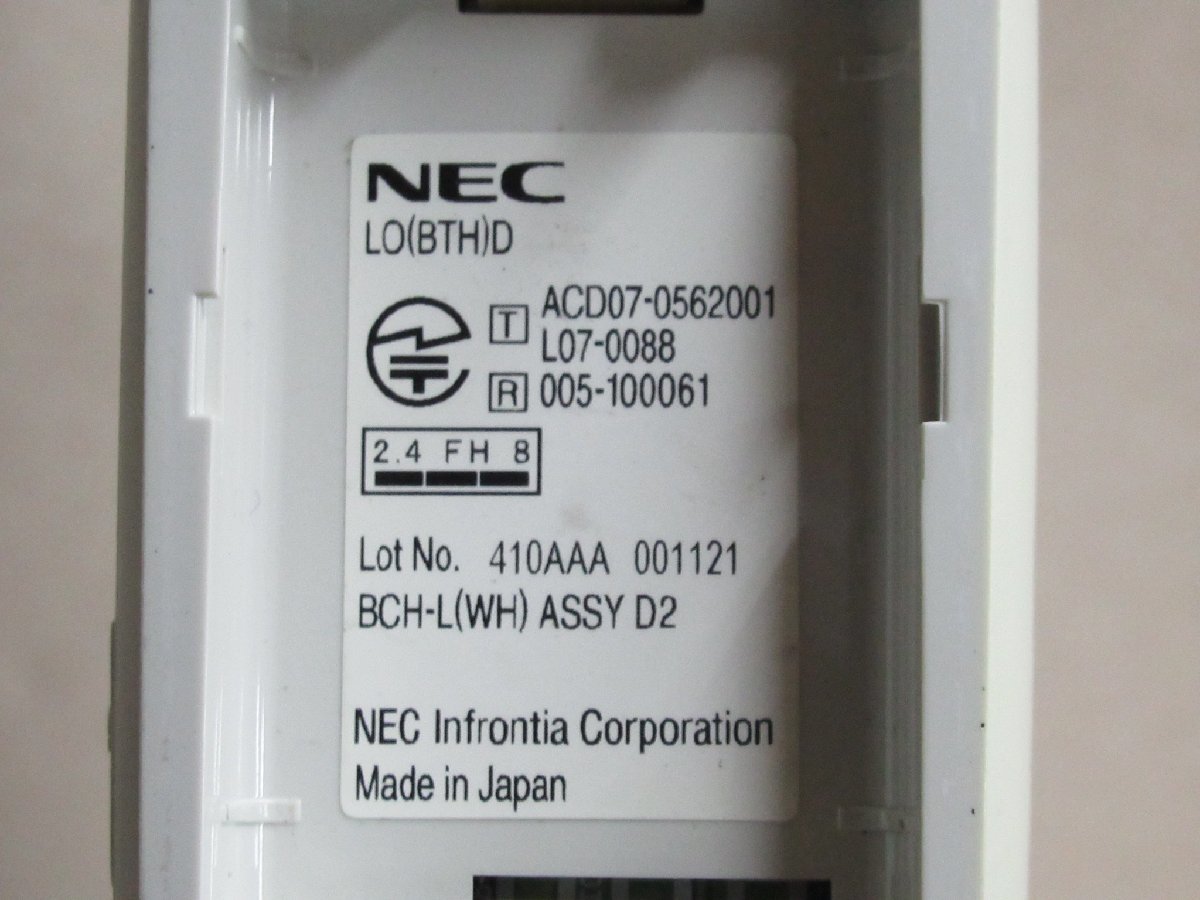 NEC
LO(BTH)D
T ACD07-0562001
L07-0088
R 005-100061
2.4 FH 8
Lot No. 410AAA 001121
BCH-L(WH) ASSY D2
NEC Infrontia Corporation
Made in Japan